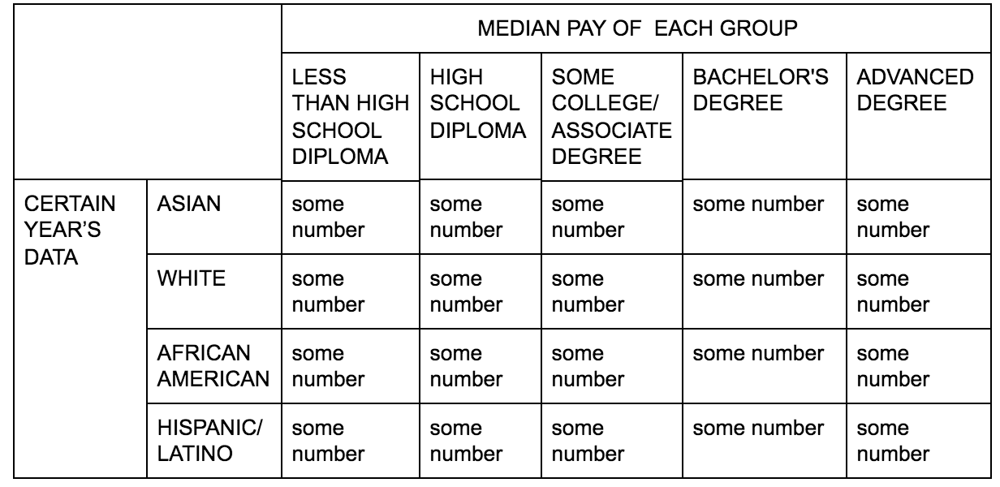 MEDIAN PAY OF  EACH GROUP
LESS
THAN HIGH
SCHOOL
DIPLOMA
HIGH
SCHOOL
DIPLOMA
SOME
COLLEGE/
ASSOCIATE
DEGREE
BACHELOR'S
DEGREE
ADVANCED
DEGREE
CERTAIN
YEAR’S
DATA
ASIAN
some
number
some
number
some
number
some number
some
number
WHITE
some
number
some
number
some
number
some number
some
number
AFRICAN
AMERICAN
some
number
some
number
some
number
some number
some
number
HISPANIC/
LATINO
some
number
some
number
some
number
some number
some
number